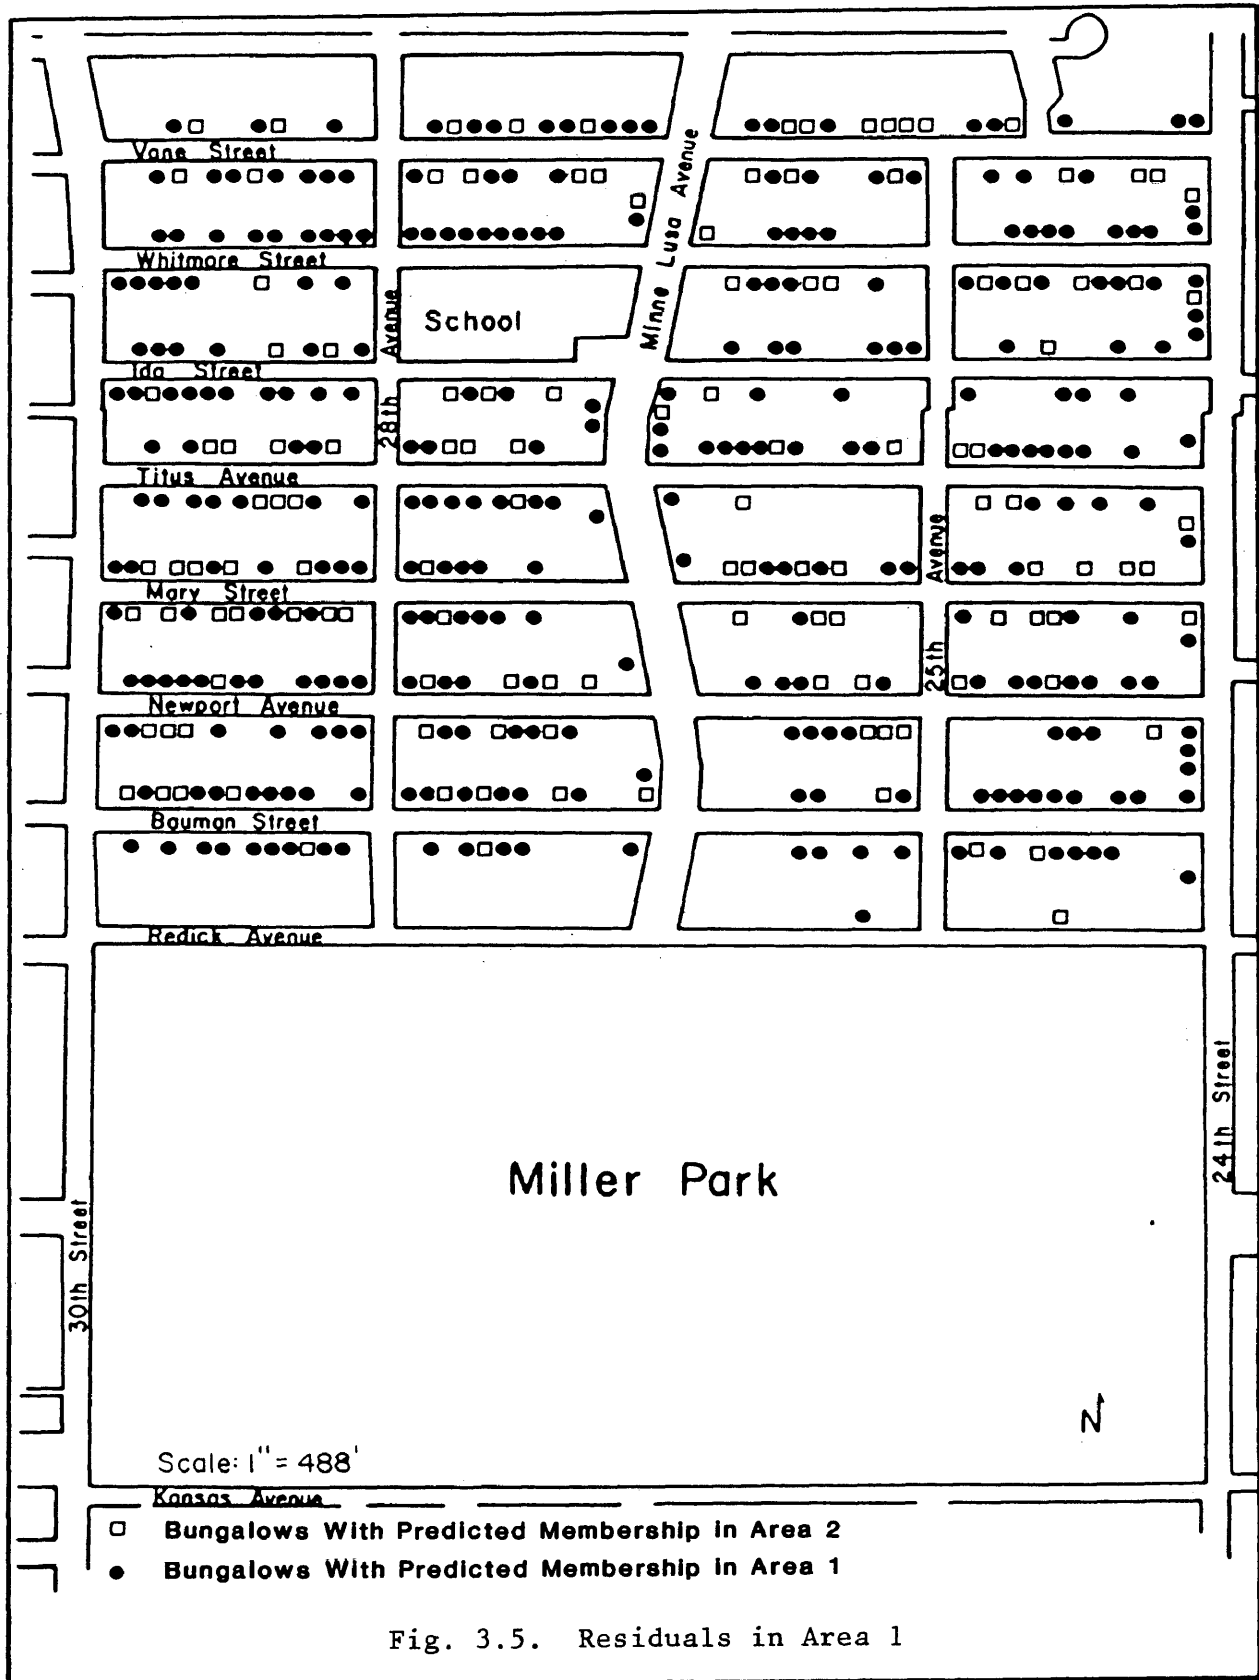 Vane Street
Minne Lusa Avenue
Whitmore Street
School
28th Avenue
Ida Street
Titus Avenue
25th Avenue
Mary Street
Newport Avenue
Bauman Street
Redick Avenue
Miller Park
24th Street
30th Street
N
Scale: 1" = 488'
Kansas Avenue
Bungalows With Predicted Membership in Area 2
Bungalows With Predicted Membership in Area 1
Fig. 3.5. Residuals in Area 1